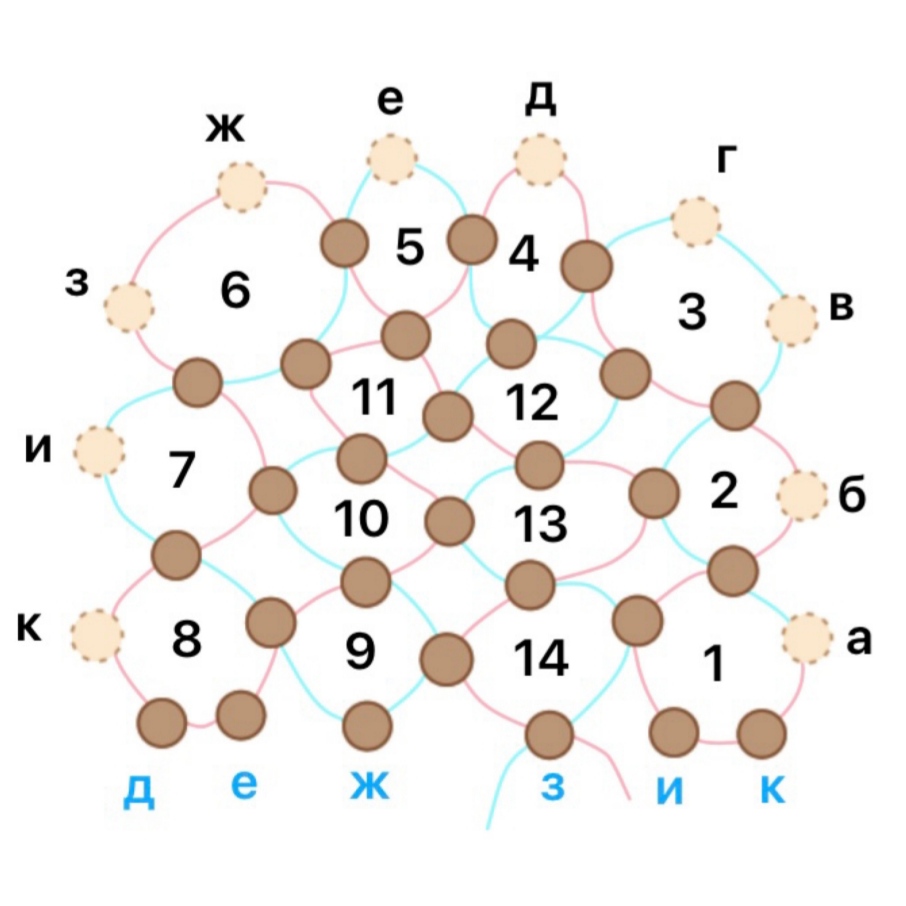 е д
ж г
з 5 4
6 3 в
11 12
и 7 2 б
10 13
к 8 9 14 1 а
д е ж з и к